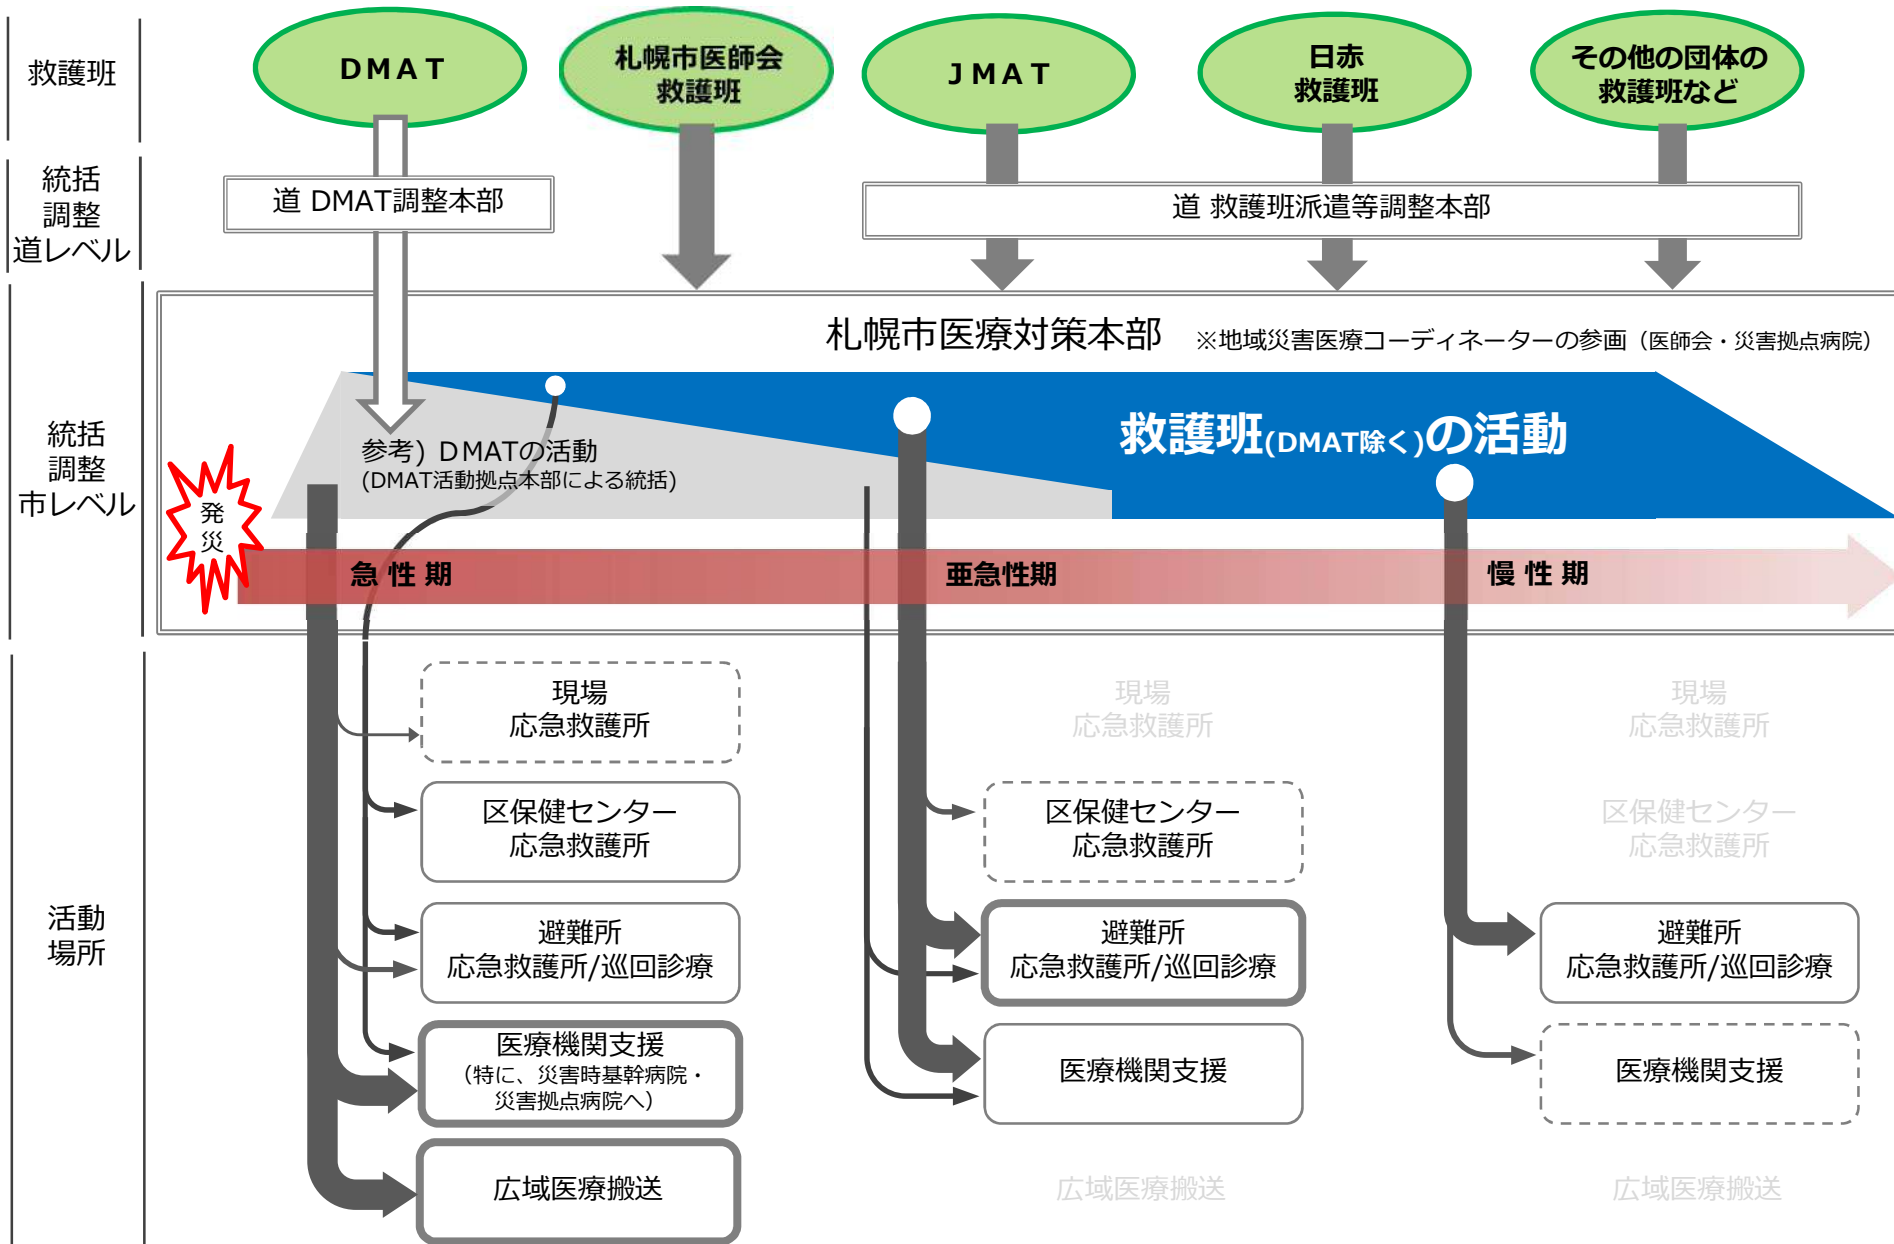 救護班
DMAT
札幌市医師会
救護班
JMAT
日赤
救護班
その他の団体の
救護班など
統括
調整
道レベル
道 DMAT調整本部
道 救護班派遣等調整本部
統括
調整
市レベル
札幌市医療対策本部 ※地域災害医療コーディネーターの参画（医師会・災害拠点病院）
参考) DMATの活動
(DMAT活動拠点本部による統括)
救護班(DMAT除く)の活動
発
災
急性期
亜急性期
慢性期
活動
場所
現場
応急救護所
区保健センター
応急救護所
避難所
応急救護所/巡回診療
医療機関支援
（特に、災害時基幹病院・
災害拠点病院へ）
広域医療搬送
現場
応急救護所
区保健センター
応急救護所
避難所
応急救護所/巡回診療
医療機関支援
広域医療搬送
現場
応急救護所
区保健センター
応急救護所
避難所
応急救護所/巡回診療
医療機関支援
広域医療搬送